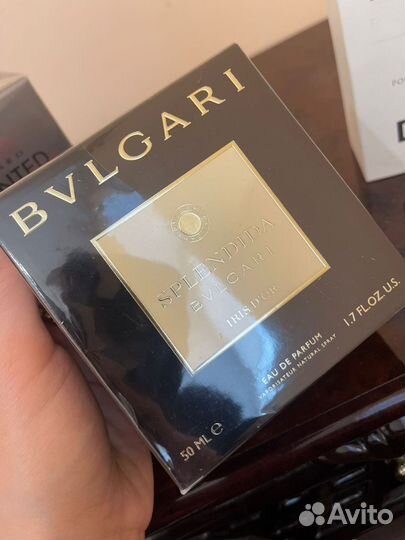 BVLGARI
SPLENDIDA
BVLGARI
IRIS D'OR
EAU DE PARFUM
VAPORISATEUR NATURAL SPRAY
50 ML ℮
1.7 FL.OZ U.S.
Avito